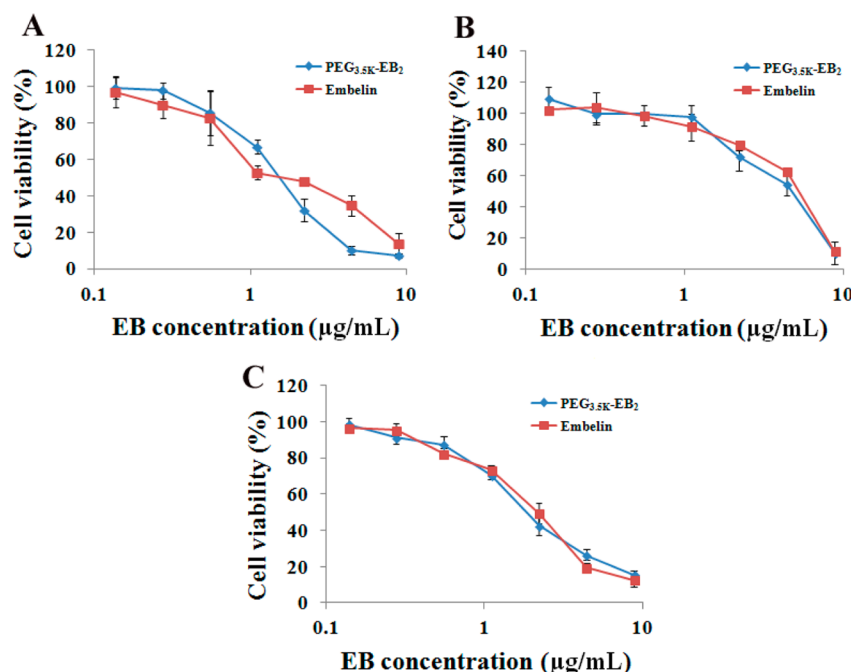 A
120
100
80
60
40
20
0
0.1 1 10
Cell viability (%)
EB concentration (µg/mL)
PEG3.5K-EB2
Embelin
B
140
120
100
80
60
40
20
0
0.1 1 10
Cell viability (%)
EB concentration (µg/mL)
PEG3.5K-EB2
Embelin
C
120
100
80
60
40
20
0
0.1 1 10
Cell viability (%)
EB concentration (µg/mL)
PEG3.5K-EB2
Embelin